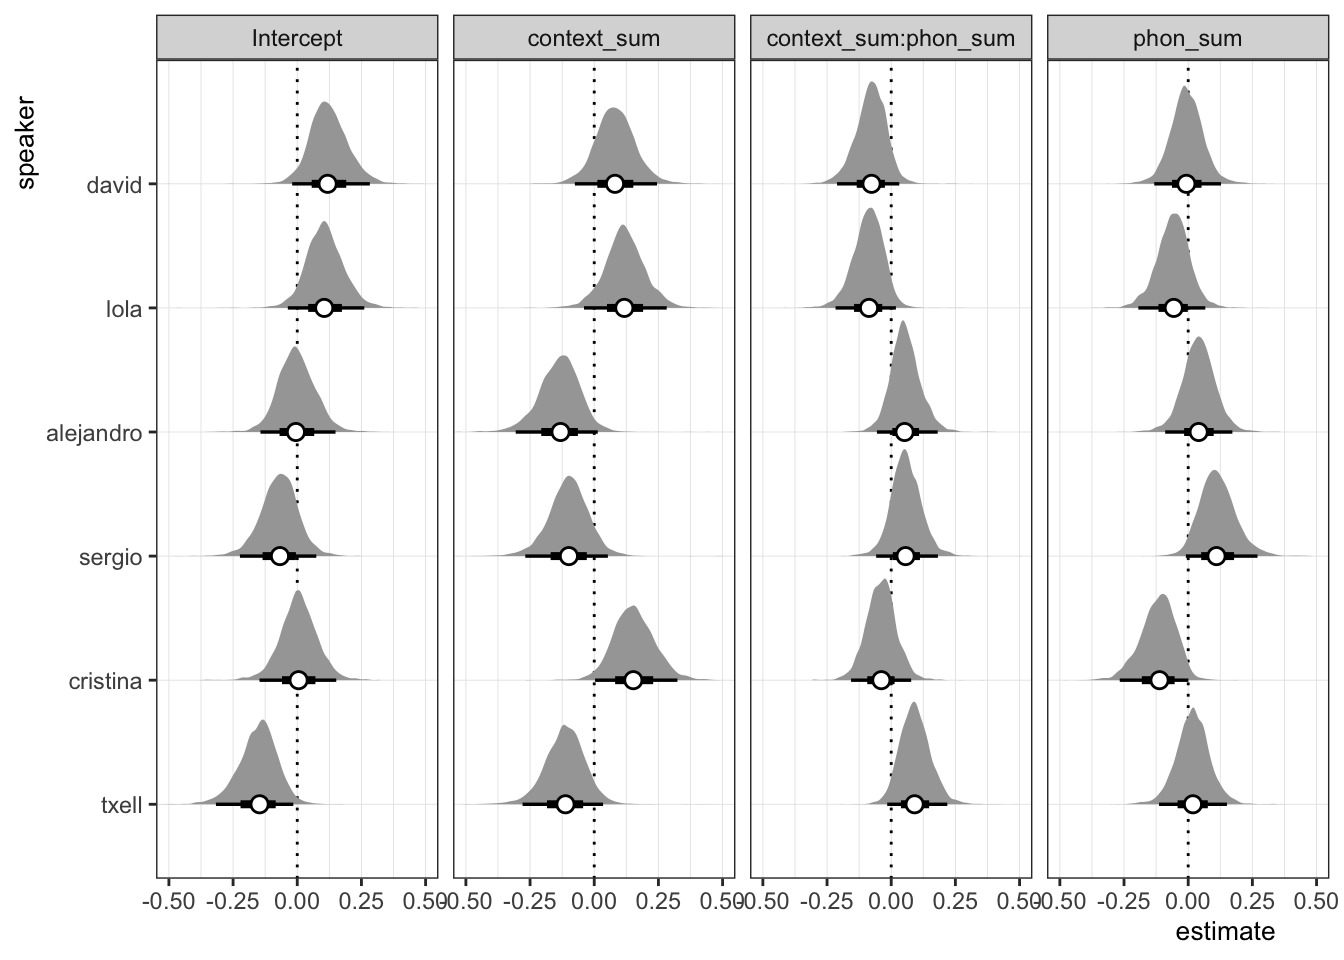 Intercept context_sum context_sum:phon_sum phon_sum
speaker
david
lola
alejandro
sergio
cristina
txell
-0.50 -0.25 0.00 0.25 0.50 -0.50 -0.25 0.00 0.25 0.50 -0.50 -0.25 0.00 0.25 0.50 -0.50 -0.25 0.00 0.25 0.50
estimate